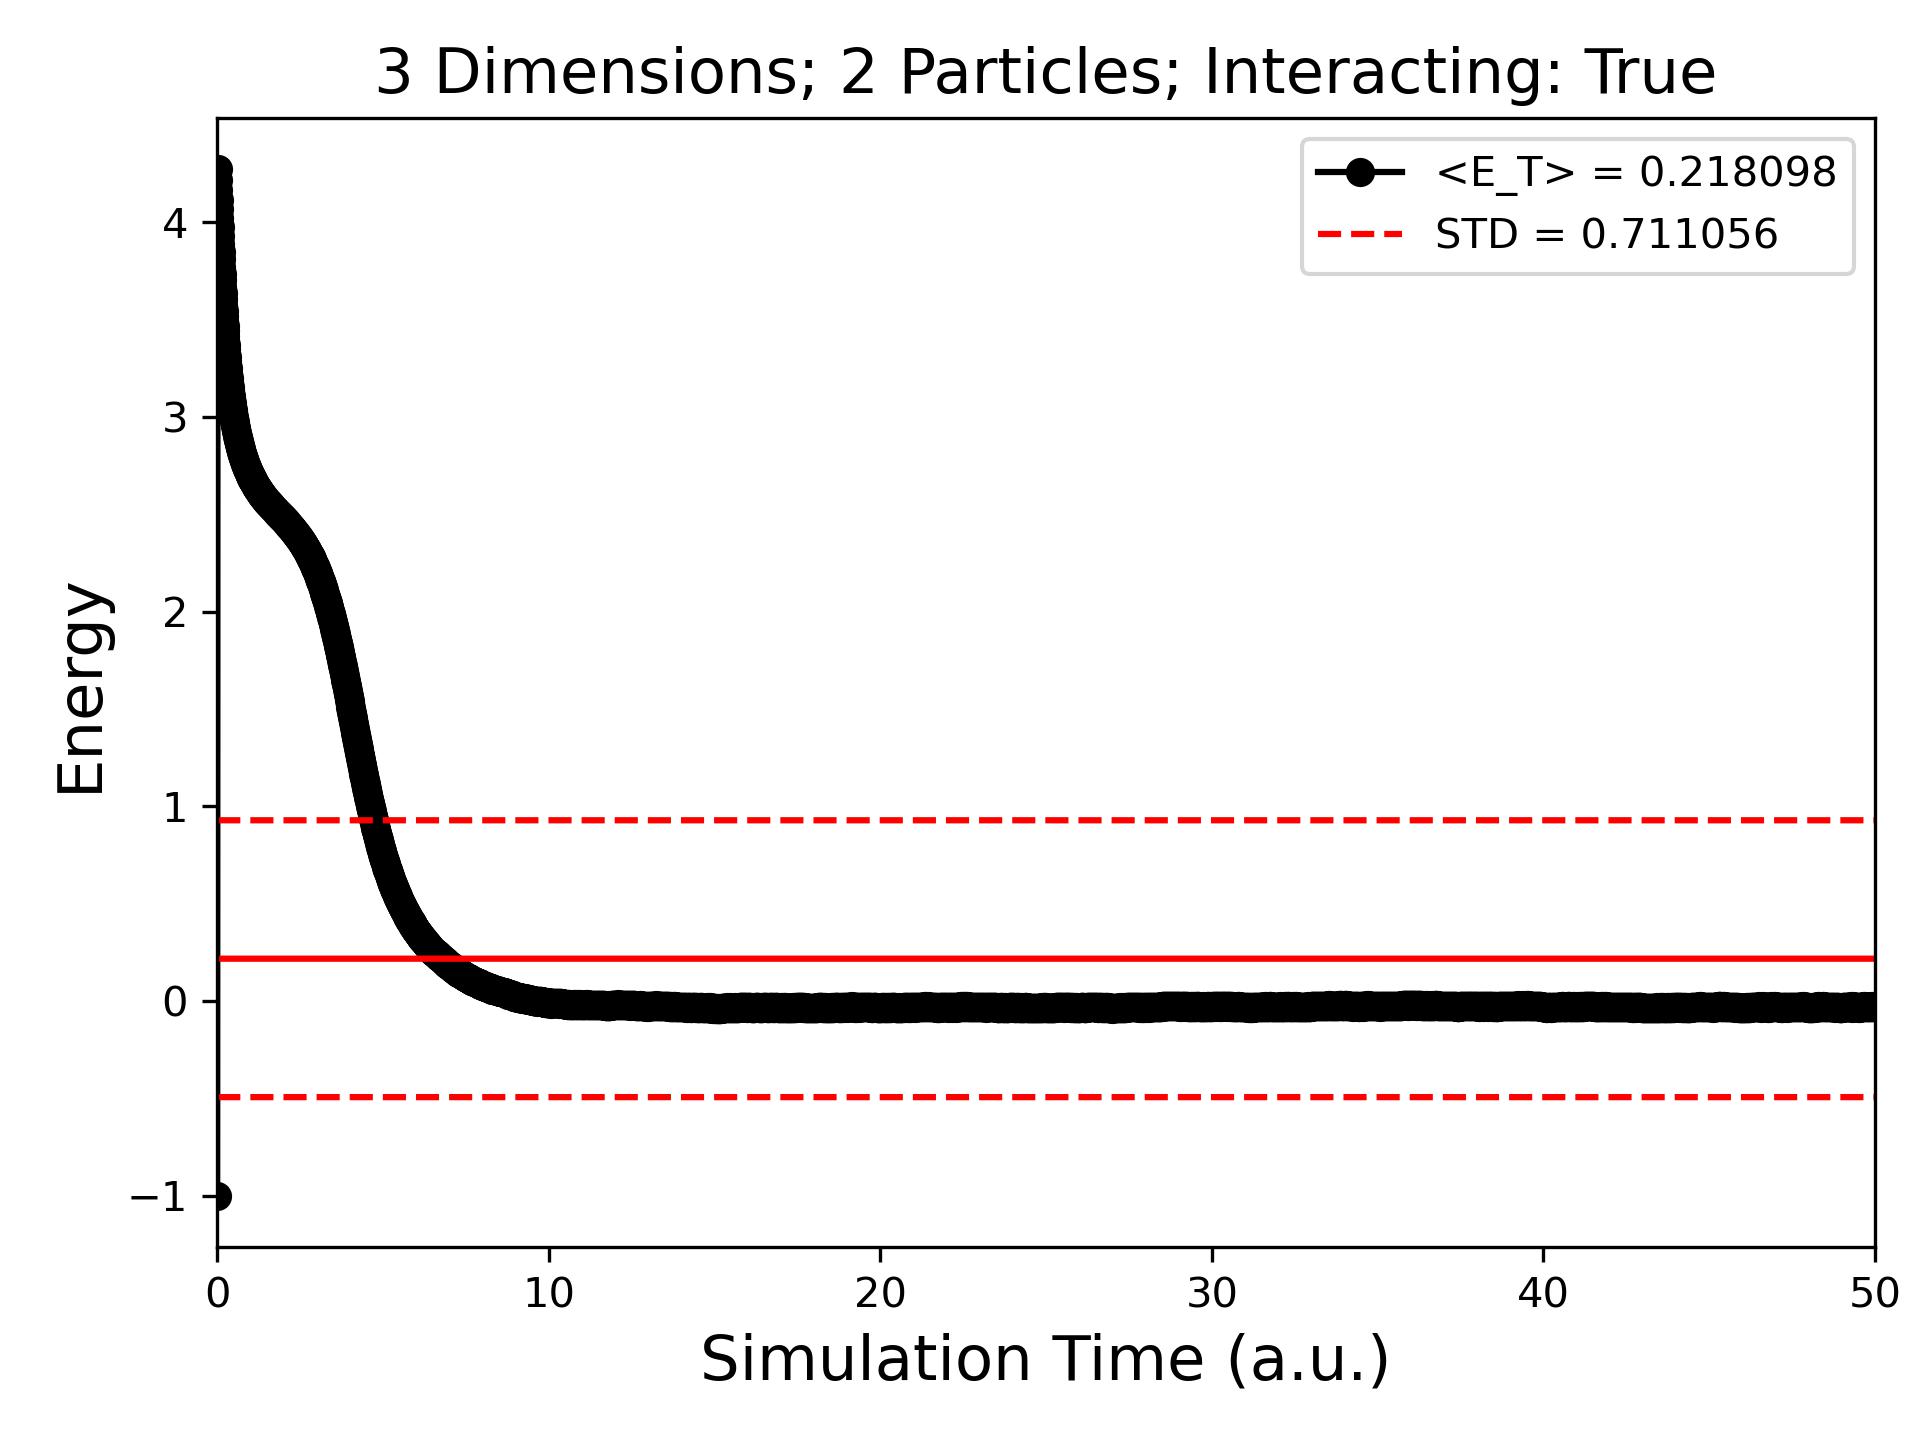 3 Dimensions; 2 Particles; Interacting: True
<E_T> = 0.218098
STD = 0.711056
Energy
4
3
2
1
0
−1
0 10 20 30 40 50
Simulation Time (a.u.)